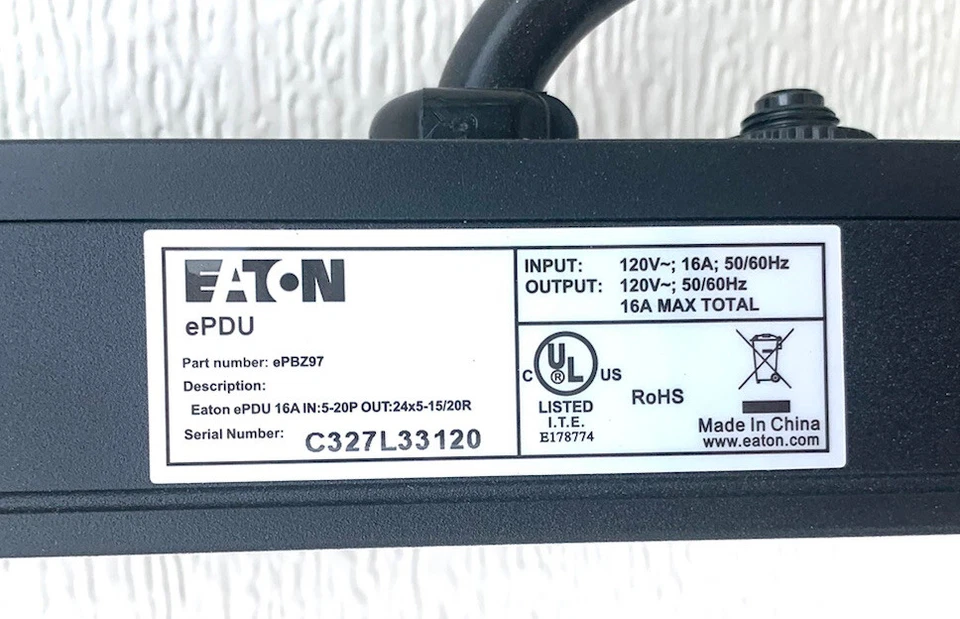 EATON
ePDU
Part number: ePBZ97
Description:
Eaton ePDU 16A IN:5-20P OUT:24x5-15/20R
Serial Number: C327L33120
INPUT: 120V~; 16A; 50/60Hz
OUTPUT: 120V~; 50/60Hz
16A MAX TOTAL
C UL ® US
LISTED
I.T.E.
E178774
RoHS
Made In China
www.eaton.com